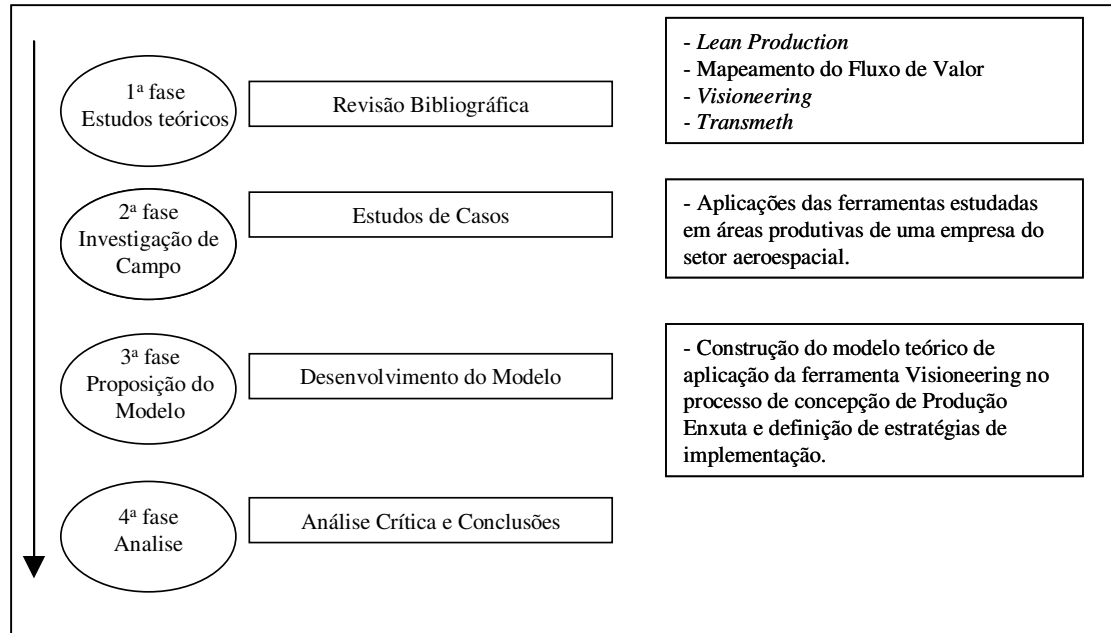 1ª fase
Estudos teóricos
Revisão Bibliográfica
- Lean Production
- Mapeamento do Fluxo de Valor
- Visioneering
- Transmeth
2ª fase
Investigação de
Campo
Estudos de Casos
- Aplicações das ferramentas estudadas
em áreas produtivas de uma empresa do
setor aeroespacial.
3ª fase
Proposição do
Modelo
Desenvolvimento do Modelo
- Construção do modelo teórico de
aplicação da ferramenta Visioneering no
processo de concepção de Produção
Enxuta e definição de estratégias de
implementação.
4ª fase
Analise
Análise Crítica e Conclusões